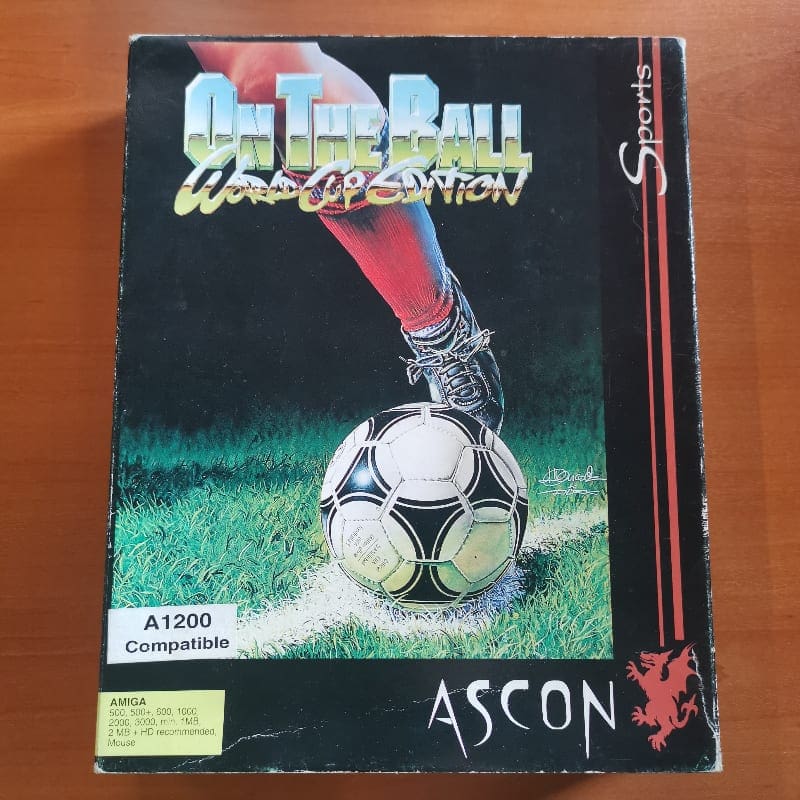 ON THE BALL
WORLD CUP EDITION
Sports
A1200
Compatible
AMIGA
500, 500+, 600, 1000,
2000, 3000, min. 1MB,
2 MB + HD recommended,
Mouse
ASCON